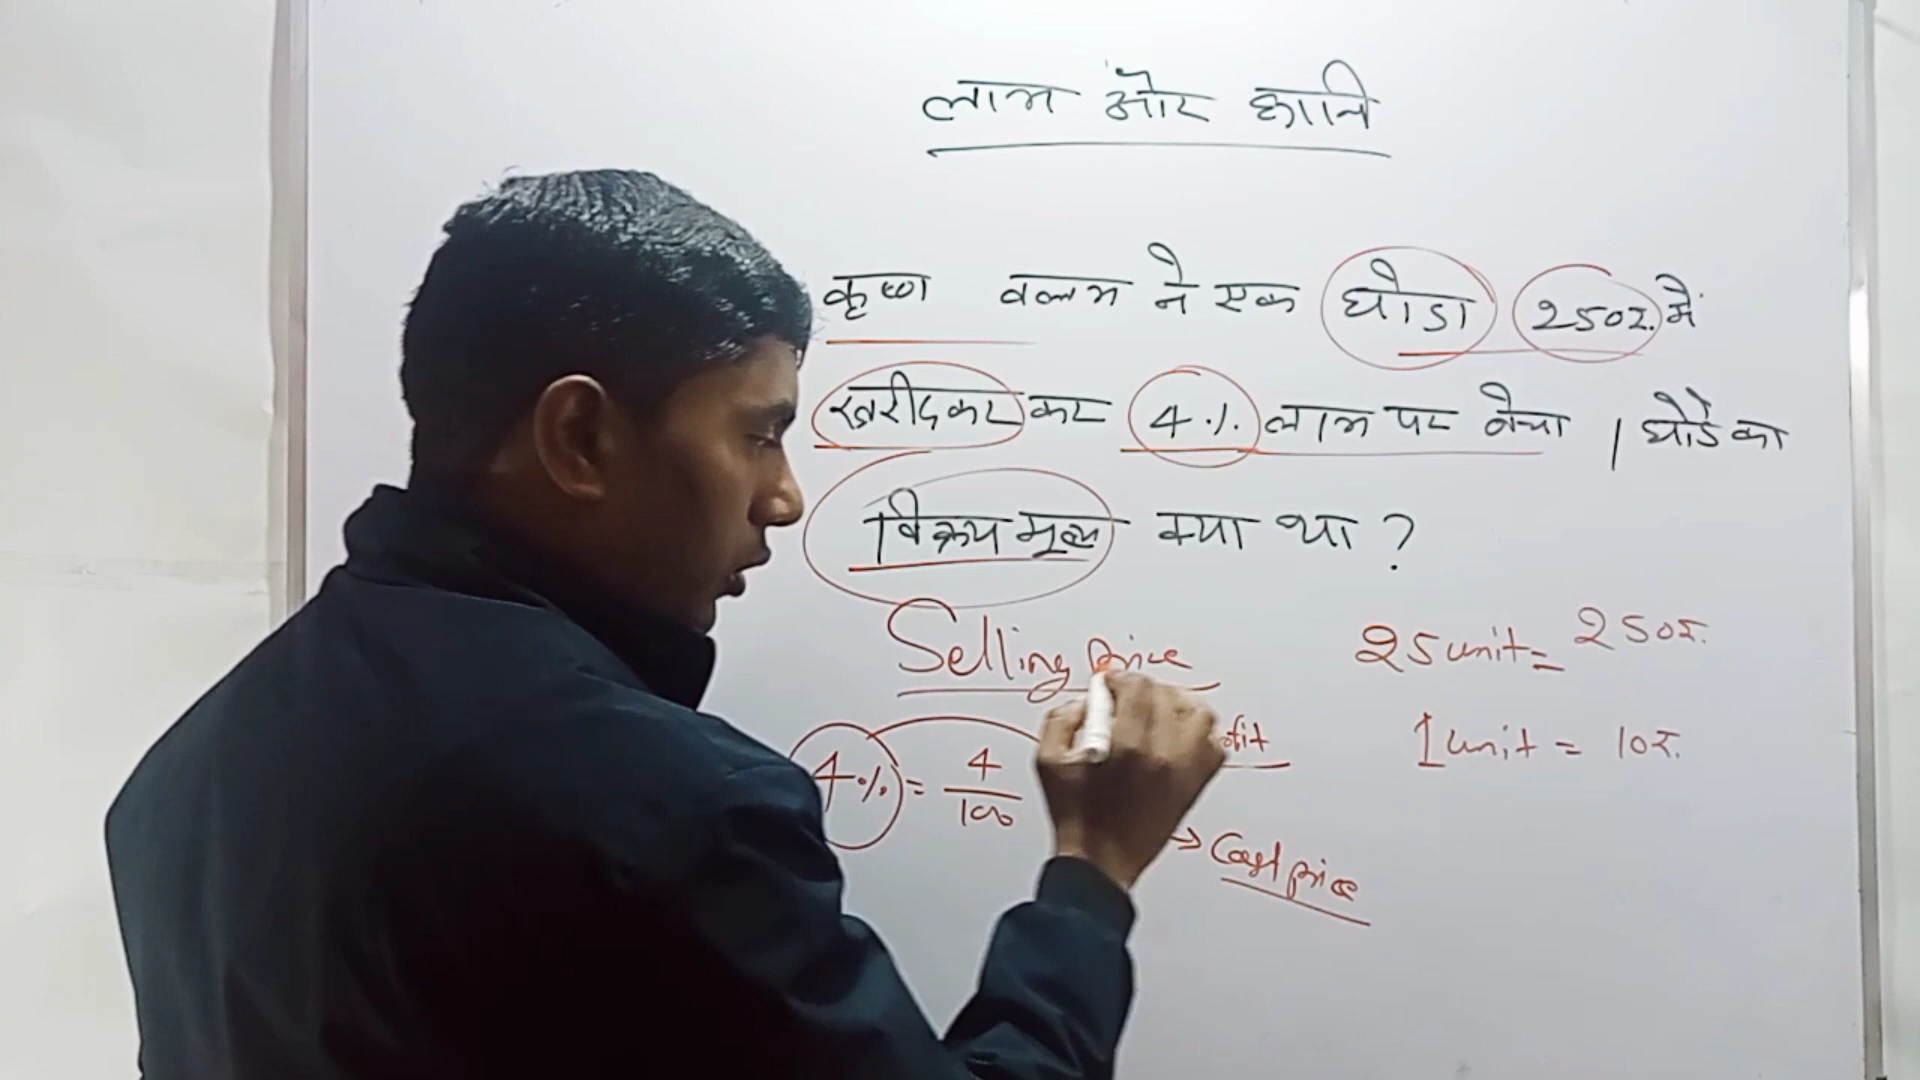 लाभ और हानि
कृष्ण वल्लभ ने एक घोडा 250रु. में
खरीदकर कर 4% लाभ पर बेचा । घोडे का
विक्रय मूल्य क्या था ?
Selling price
25 unit = 250रु.
1 unit = 10रु.
4% = 4/100
→ Cost price